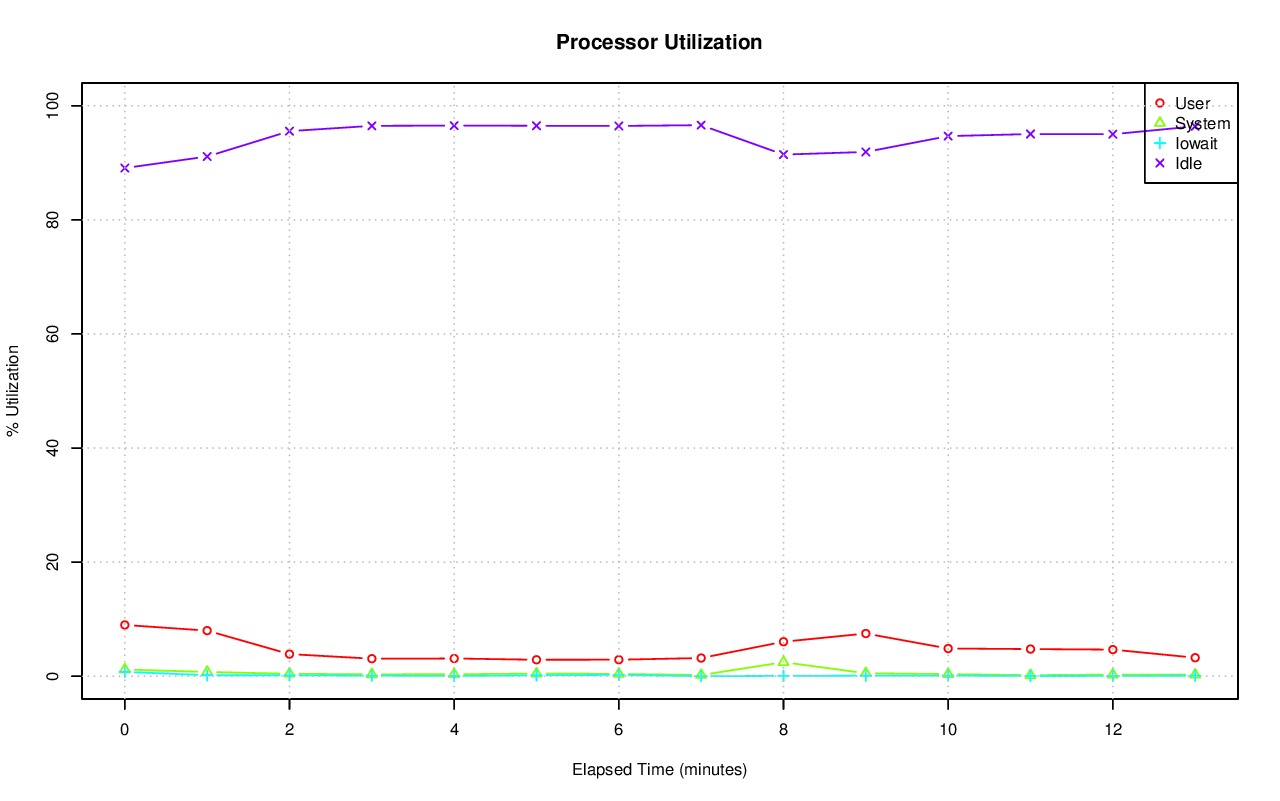 Processor Utilization
% Utilization
100
80
60
40
20
0
User
System
Iowait
Idle
0 2 4 6 8 10 12
Elapsed Time (minutes)